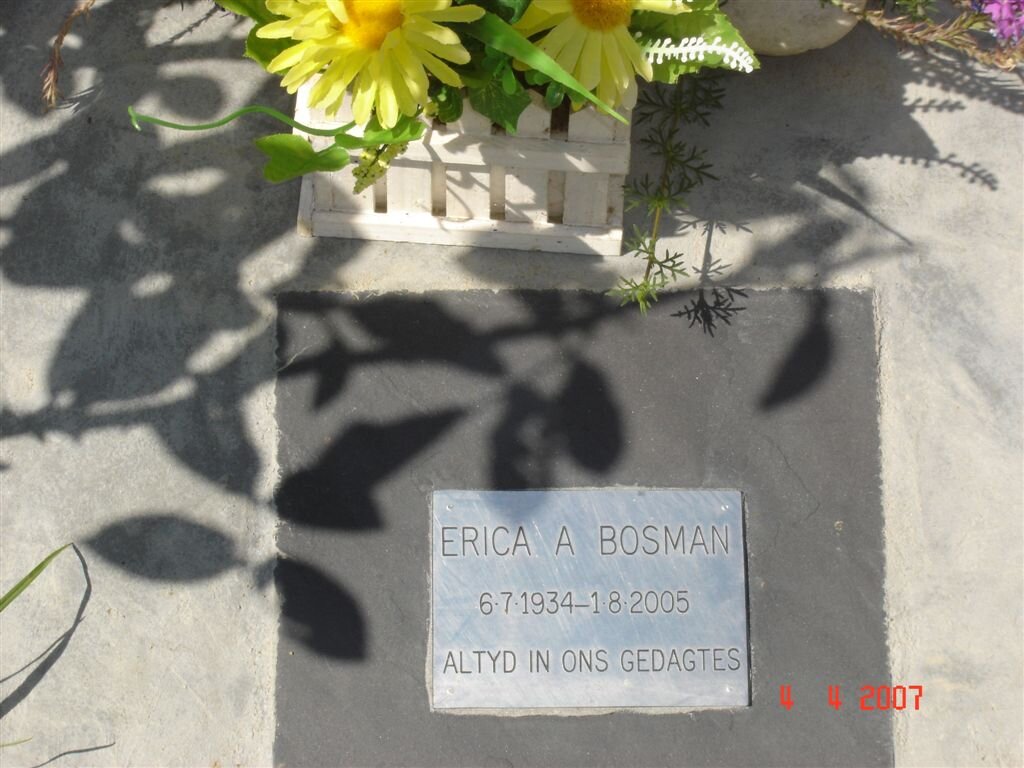 ERICA A BOSMAN
6·7·1934–1·8·2005
ALTYD IN ONS GEDAGTES
4 4 2007